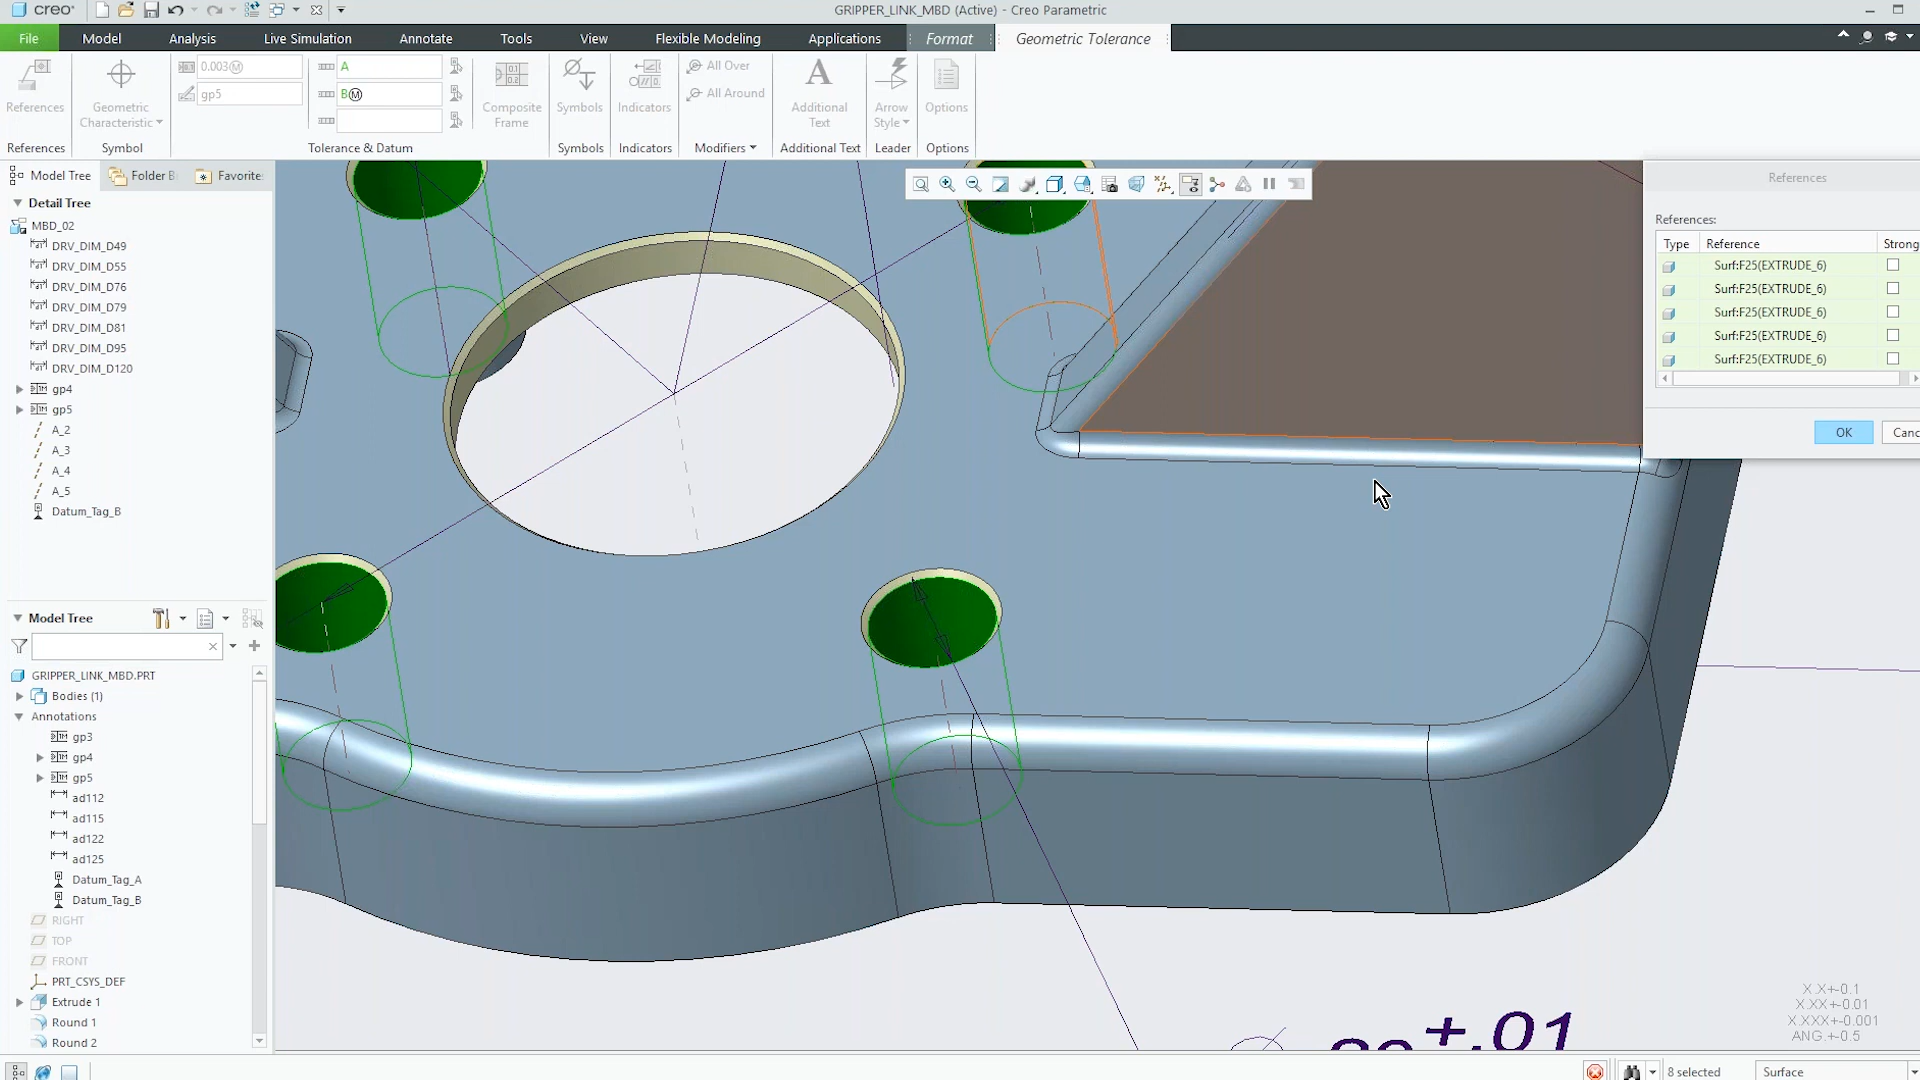 creo
GRIPPER_LINK_MBD (Active) - Creo Parametric
File Model Analysis Live Simulation Annotate Tools View Flexible Modeling Applications Format Geometric Tolerance
0.003Ⓜ A All Over
gp5 BⓂ All Around
References Geometric Characteristic Composite Frame Symbols Indicators Additional Text Arrow Style Options
References Symbol Tolerance & Datum Symbols Indicators Modifiers Additional Text Leader Options
Model Tree Folder B Favorite
Detail Tree
MBD_02
DRV_DIM_D49
DRV_DIM_D55
DRV_DIM_D76
DRV_DIM_D79
DRV_DIM_D81
DRV_DIM_D95
DRV_DIM_D120
gp4
gp5
A_2
A_3
A_4
A_5
Datum_Tag_B
Model Tree
GRIPPER_LINK_MBD.PRT
Bodies (1)
Annotations
gp3
gp4
gp5
ad112
ad115
ad122
ad125
Datum_Tag_A
Datum_Tag_B
RIGHT
TOP
FRONT
PRT_CSYS_DEF
Extrude 1
Round 1
Round 2
References
References:
Type Reference Strong
Surf:F25(EXTRUDE_6)
Surf:F25(EXTRUDE_6)
Surf:F25(EXTRUDE_6)
Surf:F25(EXTRUDE_6)
Surf:F25(EXTRUDE_6)
OK Canc
X.X+-0.1
X.XX+-0.01
X.XXX+-0.001
ANG.+-0.5
+.01
8 selected Surface